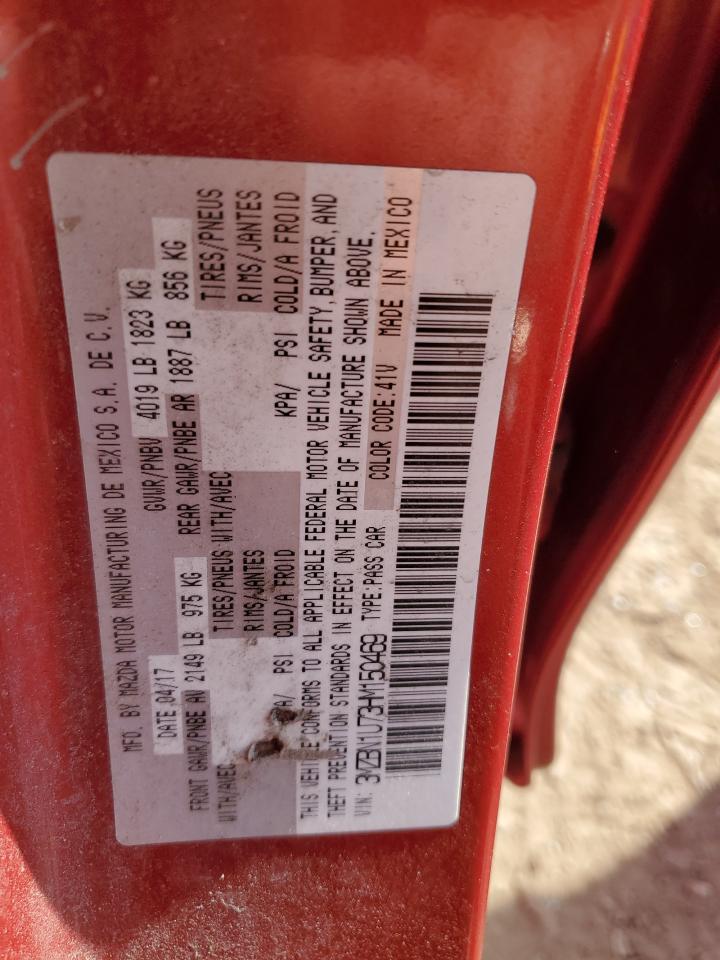 MFG. BY MAZDA MOTOR MANUFACTURING DE MEXICO S.A. DE C.V.
DATE 04/17 GVWR/PNBV 4019 LB 1823 KG
FRONT GAWR/PNBE AV 2149 LB 975 KG REAR GAWR/PNBE AR 1887 LB 856 KG
WITH/AVEC TIRES/PNEUS WITH/AVEC TIRES/PNEUS
RIMS/JANTES RIMS/JANTES
PSI COLD/A FROID KPA/ PSI COLD/A FROID
THIS VEHICLE CONFORMS TO ALL APPLICABLE FEDERAL MOTOR VEHICLE SAFETY, BUMPER, AND
THEFT PREVENTION STANDARDS IN EFFECT ON THE DATE OF MANUFACTURE SHOWN ABOVE.
VIN: 3MZBN1U73HM150469 TYPE:PASS CAR COLOR CODE:41V MADE IN MEXICO